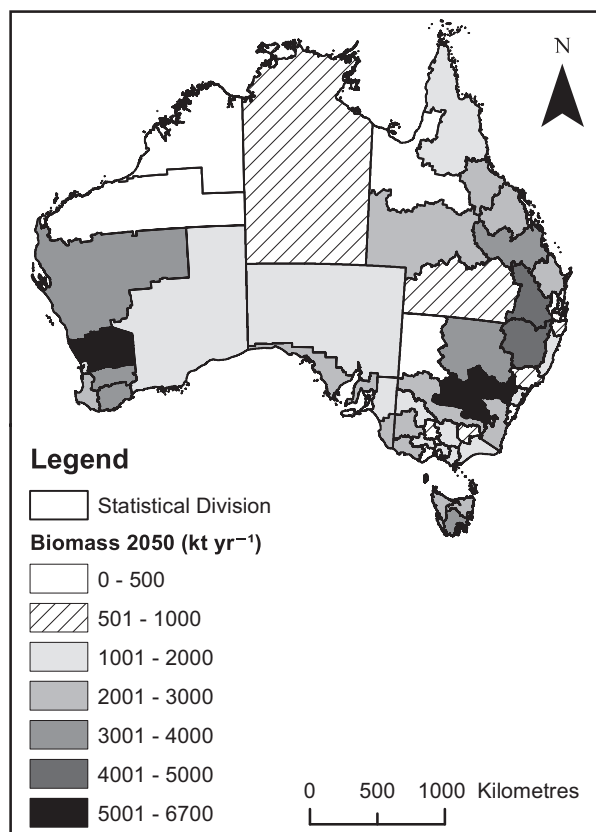 N
Legend
Statistical Division
Biomass 2050 (kt yr⁻¹)
0 - 500
501 - 1000
1001 - 2000
2001 - 3000
3001 - 4000
4001 - 5000
5001 - 6700
0 500 1000 Kilometres